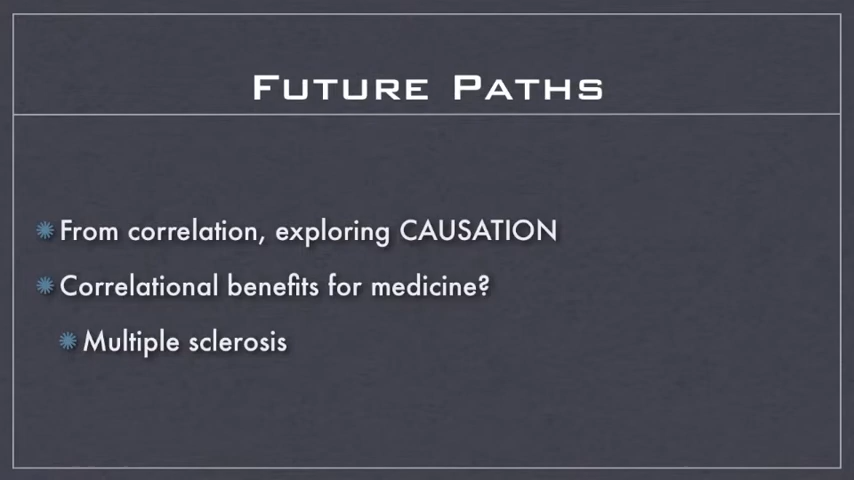 Future Paths
From correlation, exploring CAUSATION
Correlational benefits for medicine?
Multiple sclerosis